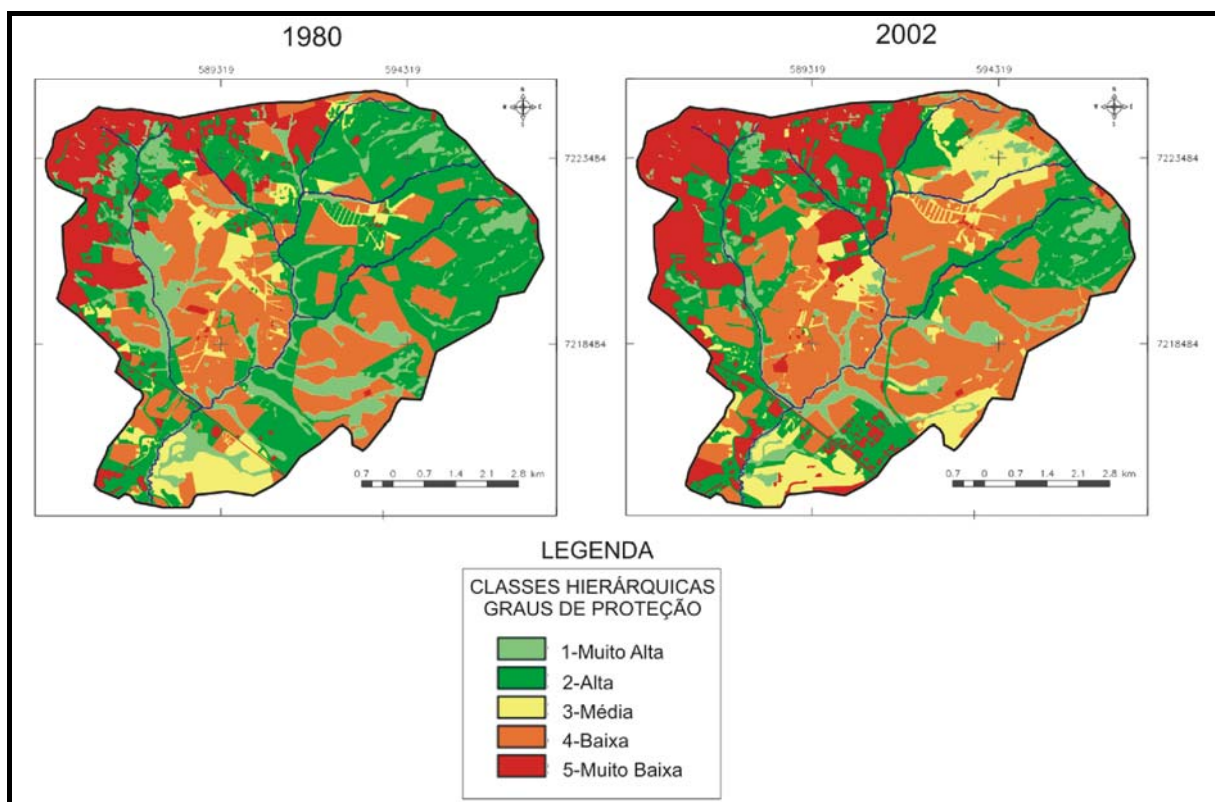 1980
2002
589319 594319
589319 594319
N
W E
S
N
W E
S
7223484
7223484
7218484
7218484
0.7 0 0.7 1.4 2.1 2.8 km
0.7 0 0.7 1.4 2.1 2.8 km
LEGENDA
CLASSES HIERÁRQUICAS
GRAUS DE PROTEÇÃO
1-Muito Alta
2-Alta
3-Média
4-Baixa
5-Muito Baixa